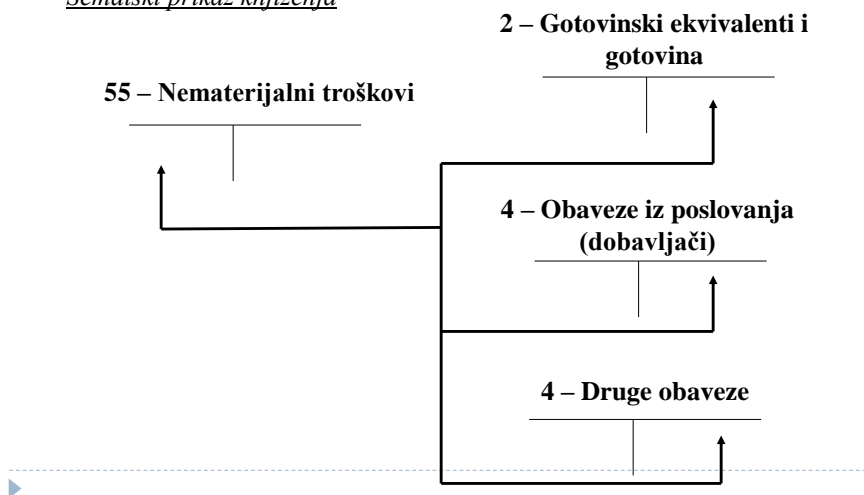 Šematski prikaz knjiženja
2 – Gotovinski ekvivalenti i
gotovina
55 – Nematerijalni troškovi
4 – Obaveze iz poslovanja
(dobavljači)
4 – Druge obaveze